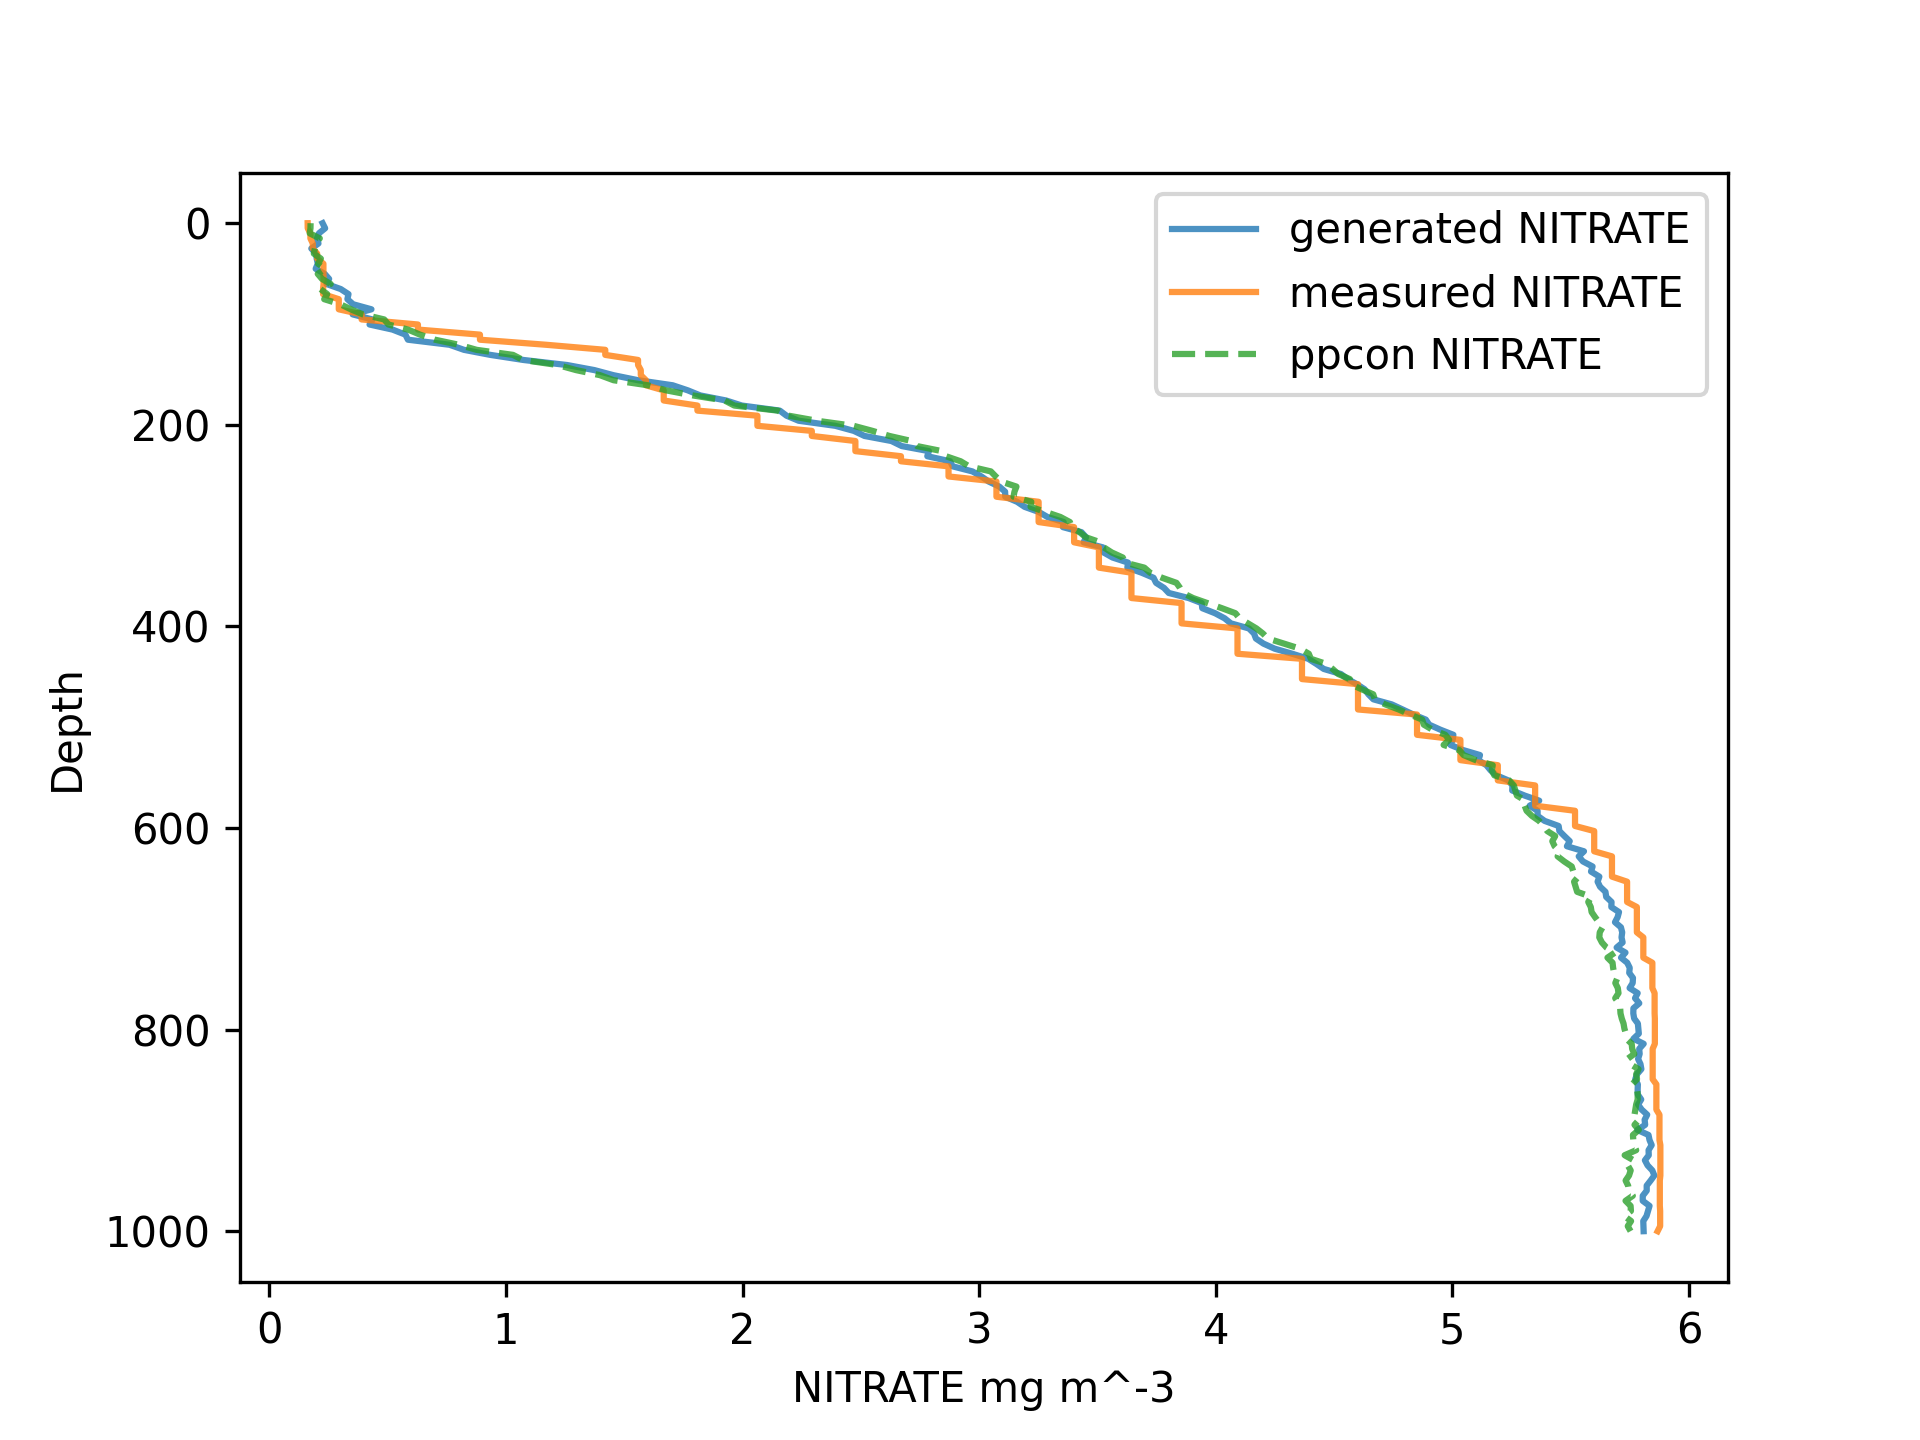 generated NITRATE
measured NITRATE
ppcon NITRATE
0
200
400
600
800
1000
Depth
0 1 2 3 4 5 6
NITRATE mg m^-3